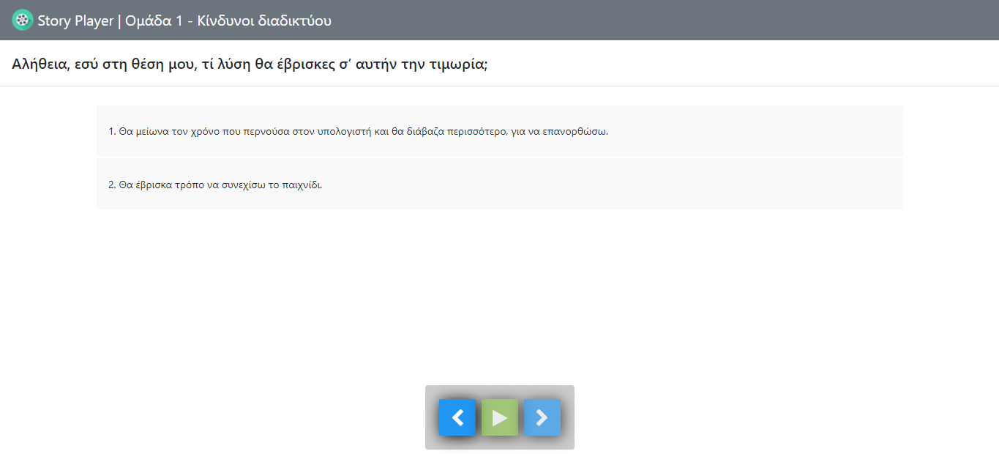 Story Player | Ομάδα 1 - Κίνδυνοι διαδικτύου
Αλήθεια, εσύ στη θέση μου, τί λύση θα έβρισκες σ’ αυτήν την τιμωρία;
1. Θα μείωνα τον χρόνο που περνούσα στον υπολογιστή και θα διάβαζα περισσότερο, για να επανορθώσω.
2. Θα έβρισκα τρόπο να συνεχίσω το παιχνίδι.